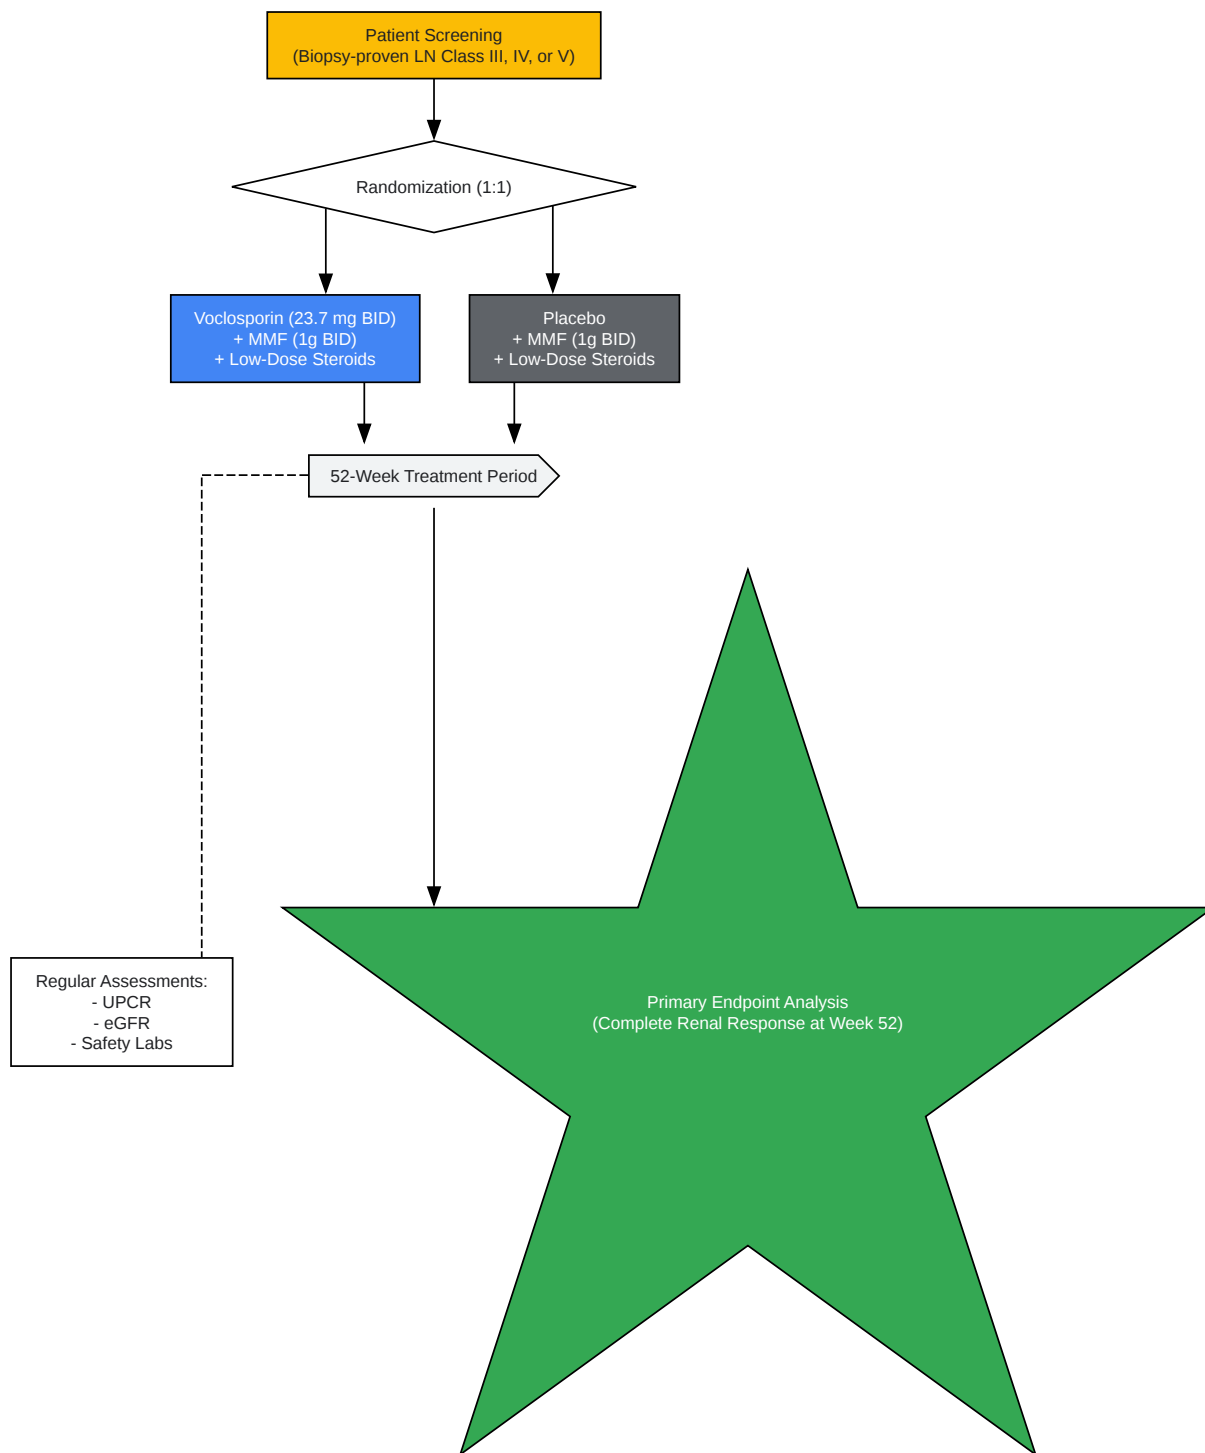 Patient Screening
(Biopsy-proven LN Class III, IV, or V)
Randomization (1:1)
Voclosporin (23.7 mg BID)
+ MMF (1g BID)
+ Low-Dose Steroids
Placebo
+ MMF (1g BID)
+ Low-Dose Steroids
52-Week Treatment Period
Regular Assessments:
- UPCR
- eGFR
- Safety Labs
Primary Endpoint Analysis
(Complete Renal Response at Week 52)